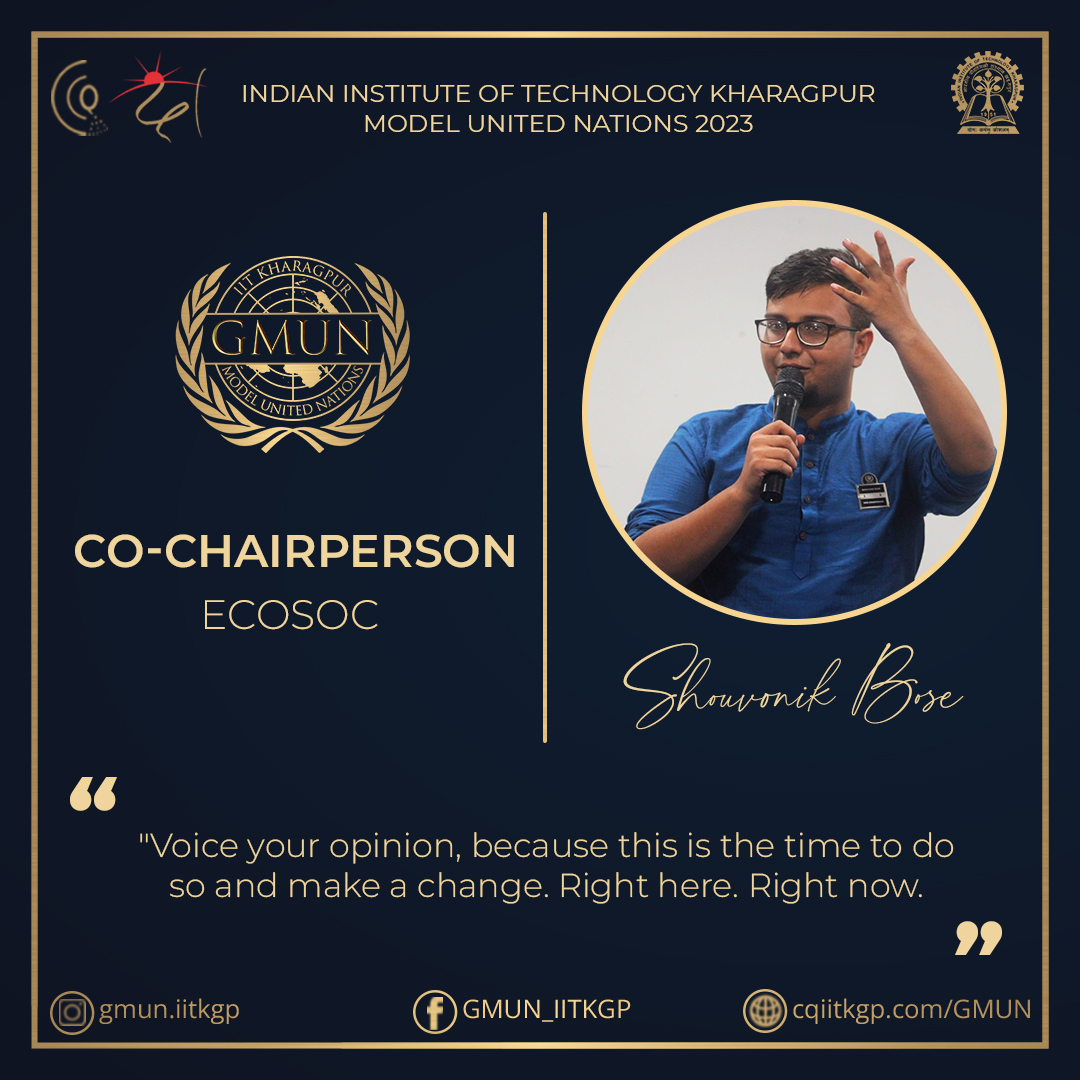 INDIAN INSTITUTE OF TECHNOLOGY KHARAGPUR
MODEL UNITED NATIONS 2023
1951
IIT KHARAGPUR
GMUN
MODEL UNITED NATIONS
CO-CHAIRPERSON
ECOSOC
Shouvonik Bose
“
"Voice your opinion, because this is the time to do
so and make a change. Right here. Right now.
”
gmun.iitkgp
GMUN_IITKGP
cqiitkgp.com/GMUN